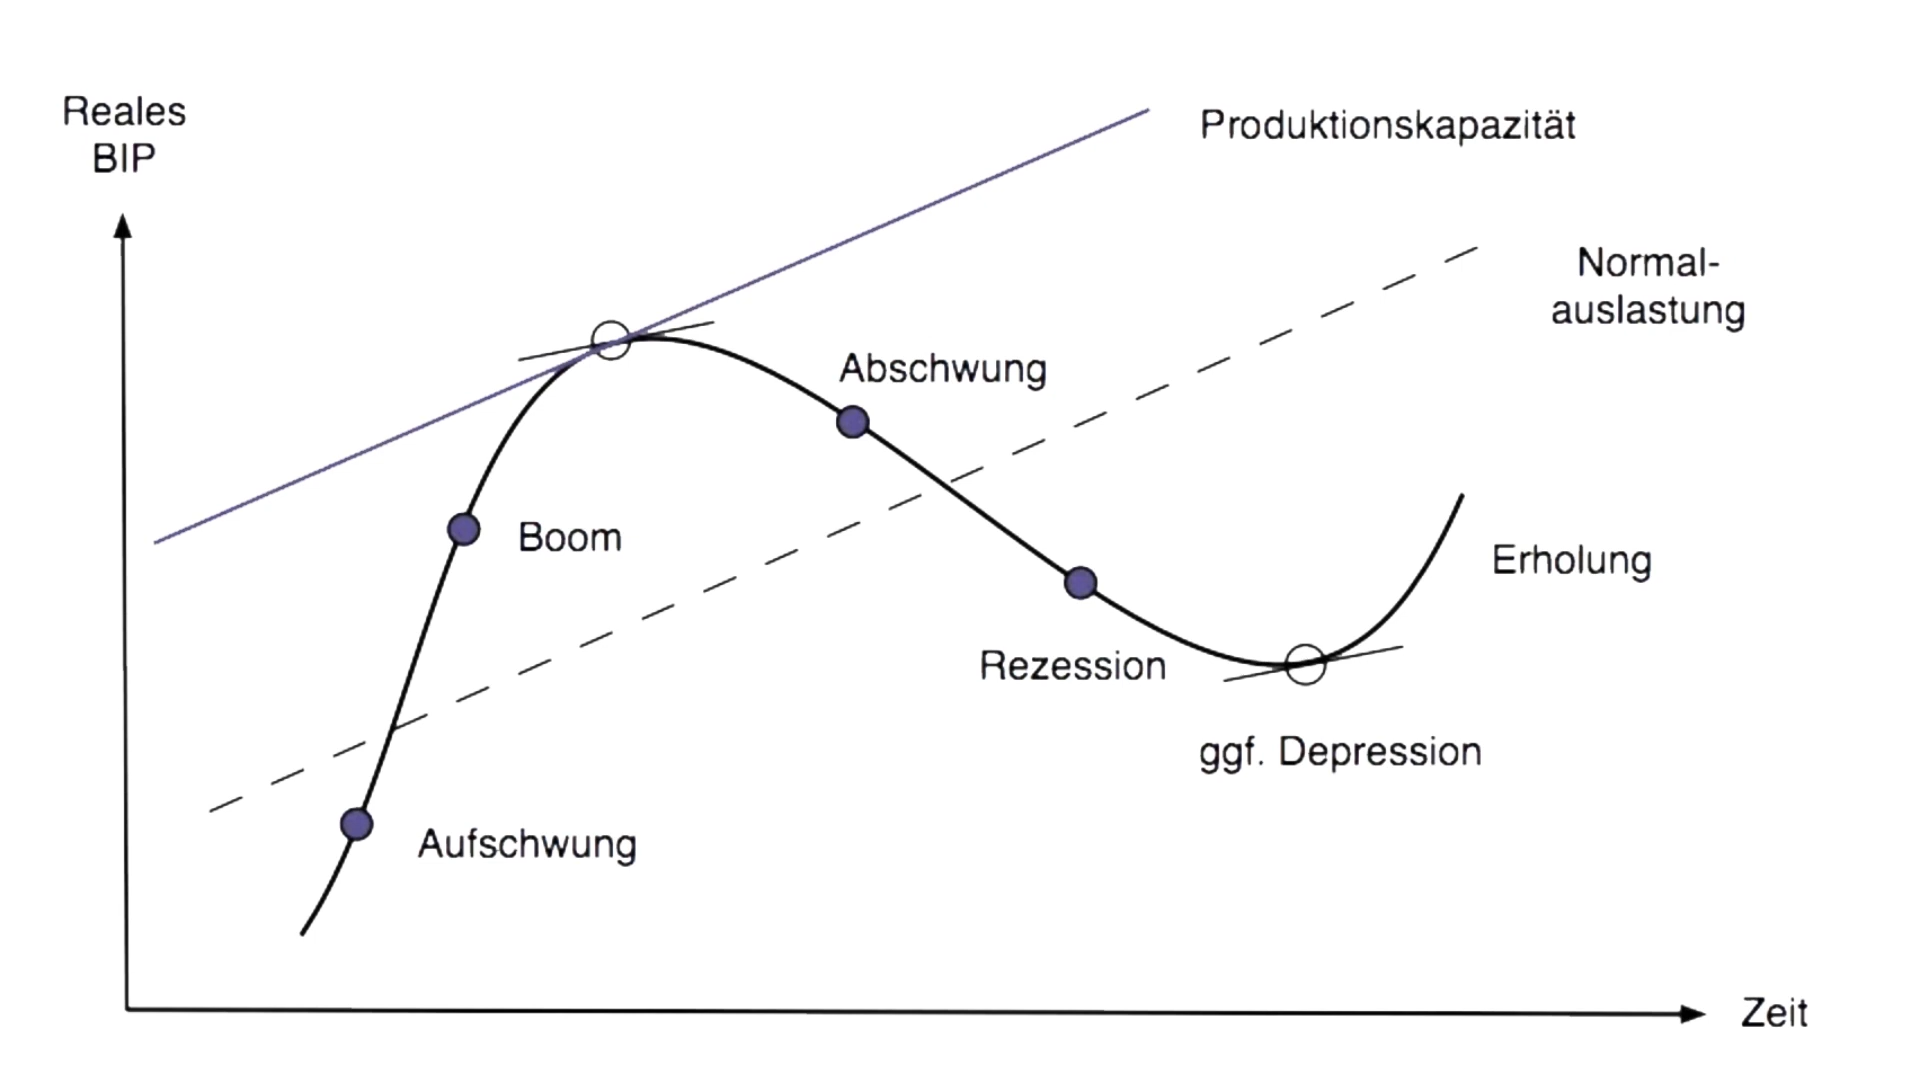 Reales
BIP
Produktionskapazität
Normal-
auslastung
Abschwung
Boom
Erholung
Rezession
ggf. Depression
Aufschwung
Zeit